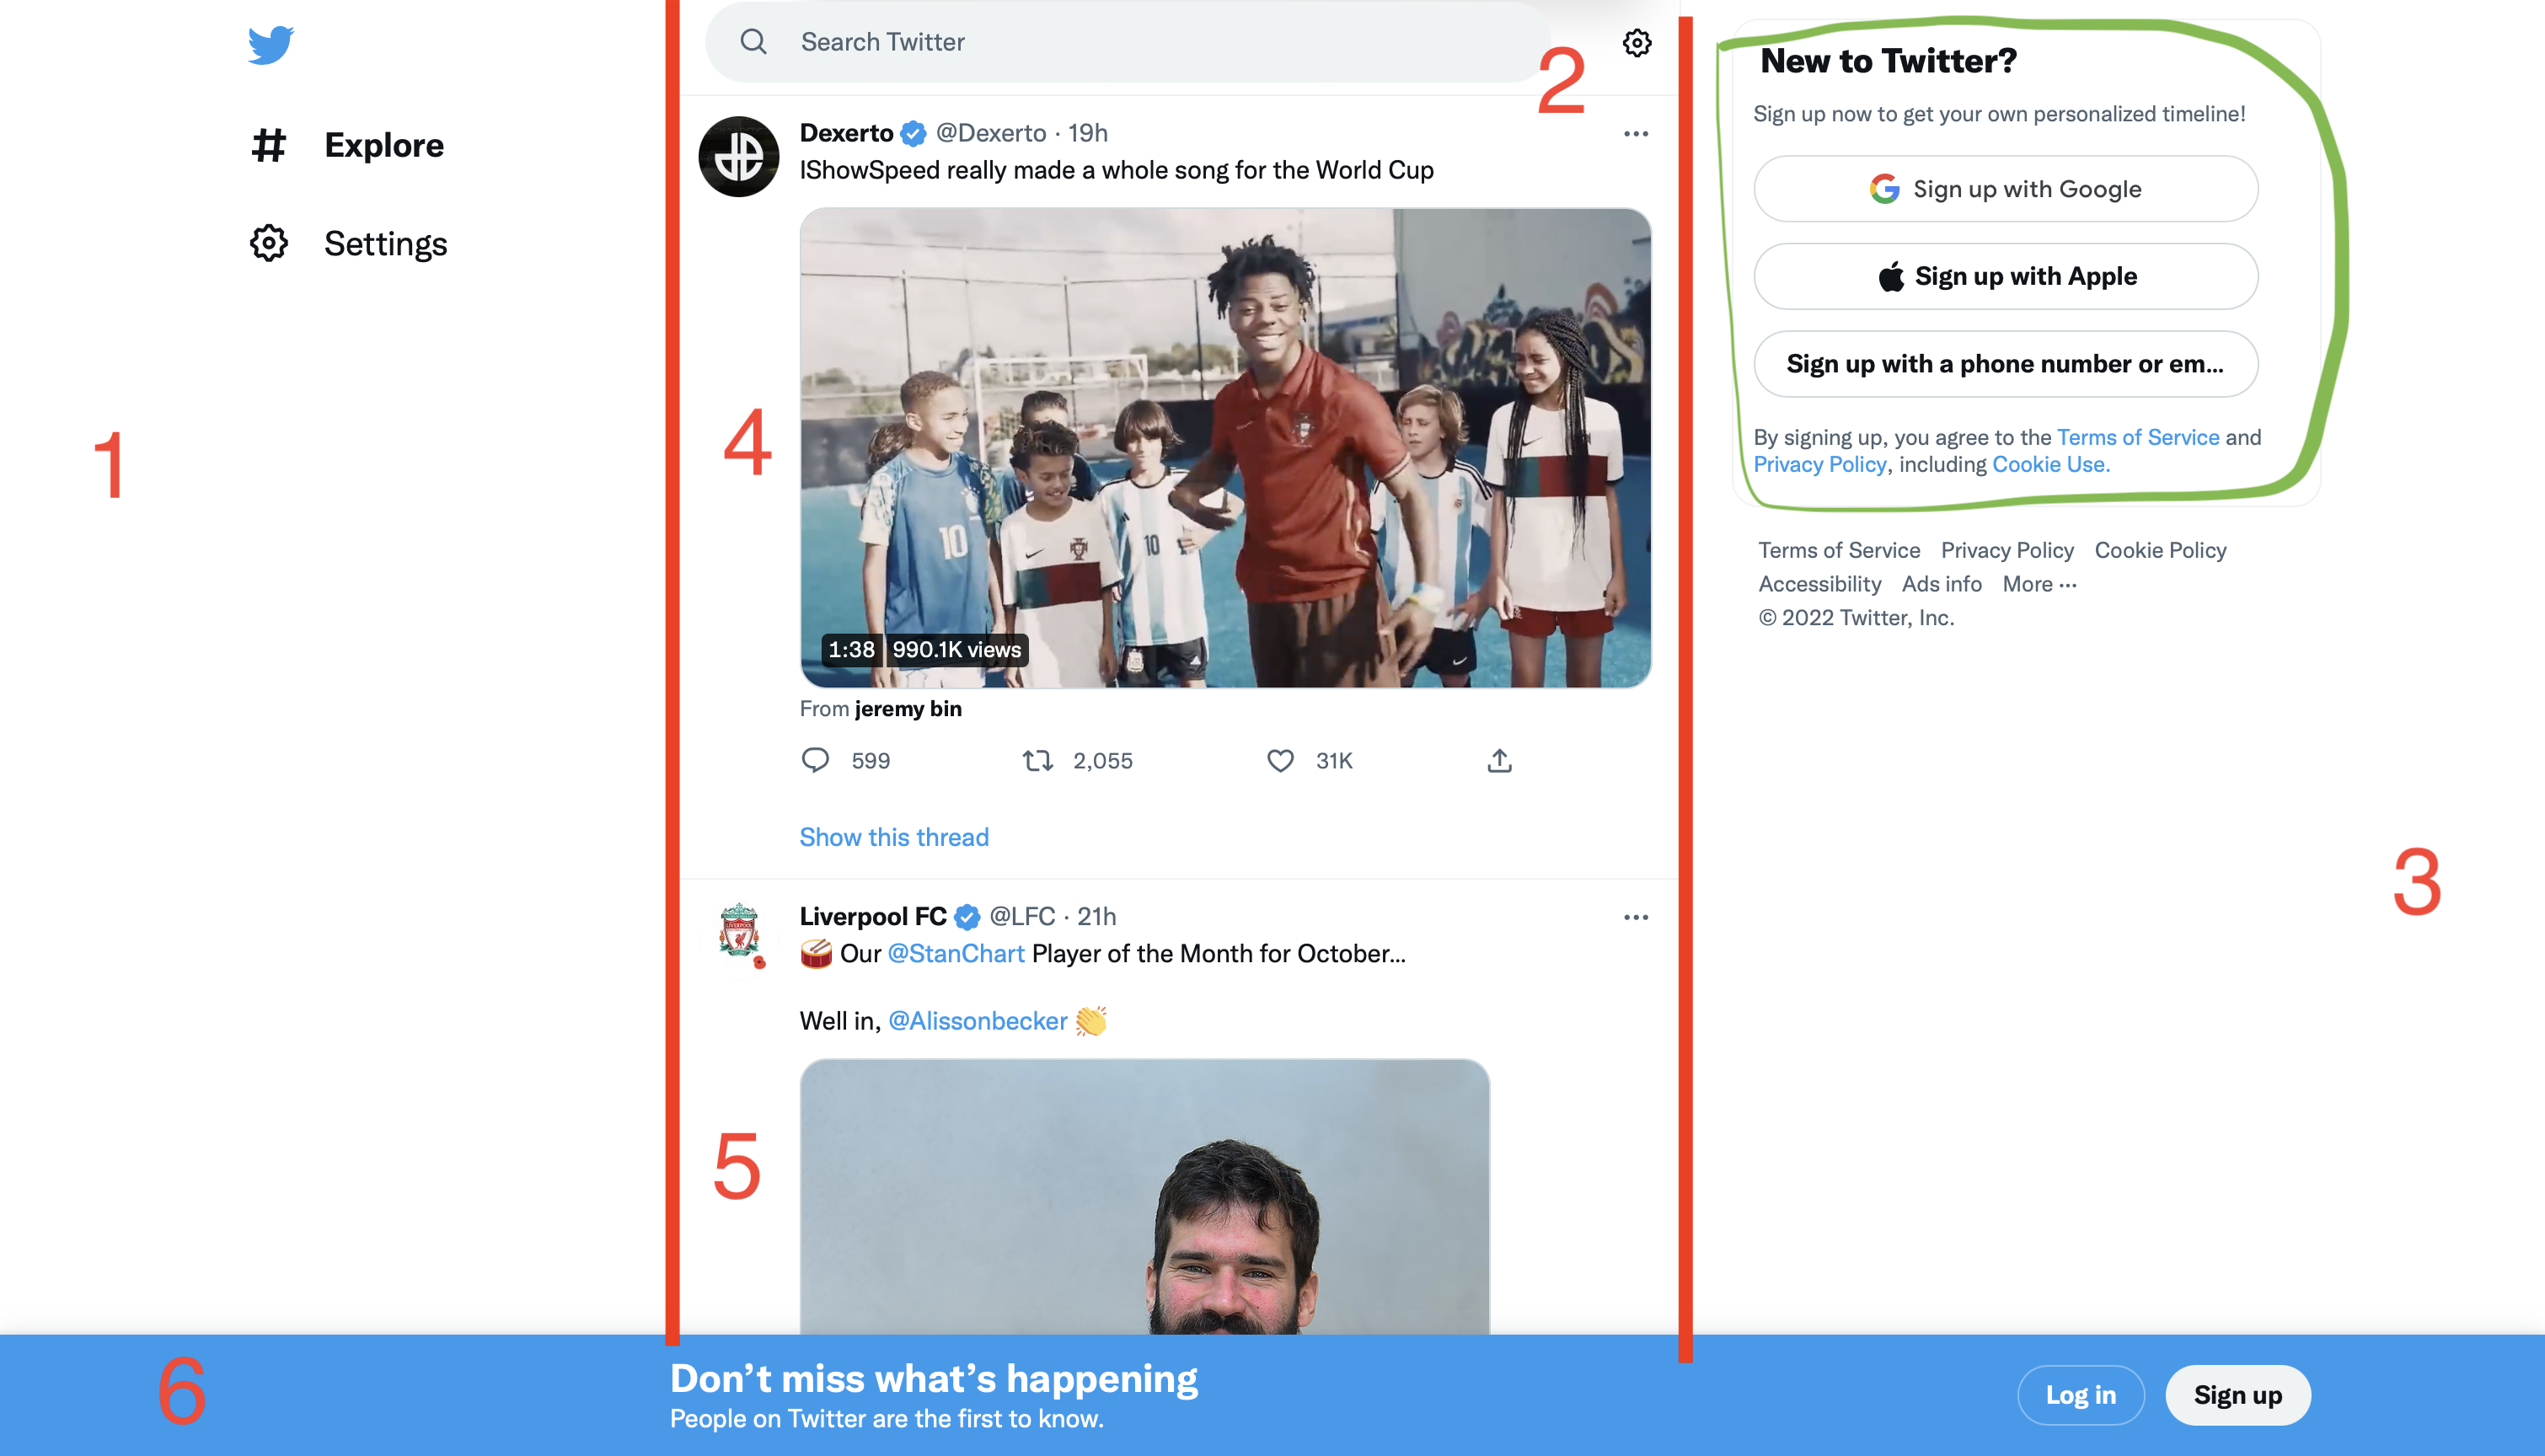 Explore
Settings
1
Search Twitter
2
Dexerto @Dexerto · 19h
IShowSpeed really made a whole song for the World Cup
4
10
10
1:38 990.1K views
From jeremy bin
599 2,055 31K
Show this thread
Liverpool FC @LFC · 21h
Our @StanChart Player of the Month for October...
Well in, @Alissonbecker
5
New to Twitter?
Sign up now to get your own personalized timeline!
Sign up with Google
Sign up with Apple
Sign up with a phone number or em...
By signing up, you agree to the Terms of Service and
Privacy Policy, including Cookie Use.
Terms of Service Privacy Policy Cookie Policy
Accessibility Ads info More ...
© 2022 Twitter, Inc.
3
6
Don’t miss what’s happening
People on Twitter are the first to know.
Log in Sign up